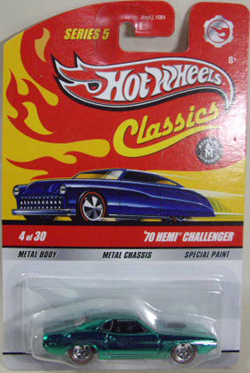 SERIES 5
Hot Wheels
8+
Classics
4 of 30
'70 HEMI® CHALLENGER
METAL BODY METAL CHASSIS SPECIAL PAINT